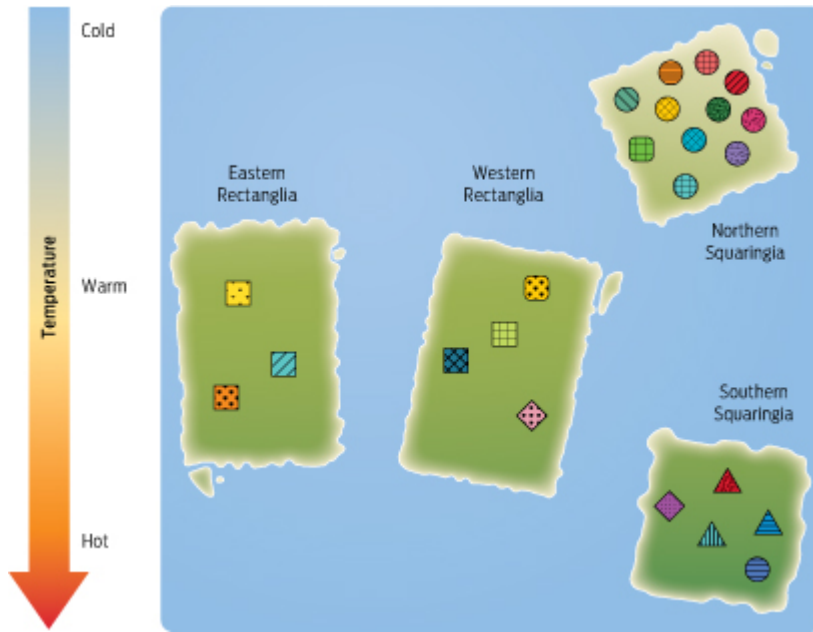 Cold
Eastern
Rectanglia
Western
Rectanglia
Northern
Squaringia
Temperature
Warm
Southern
Squaringia
Hot